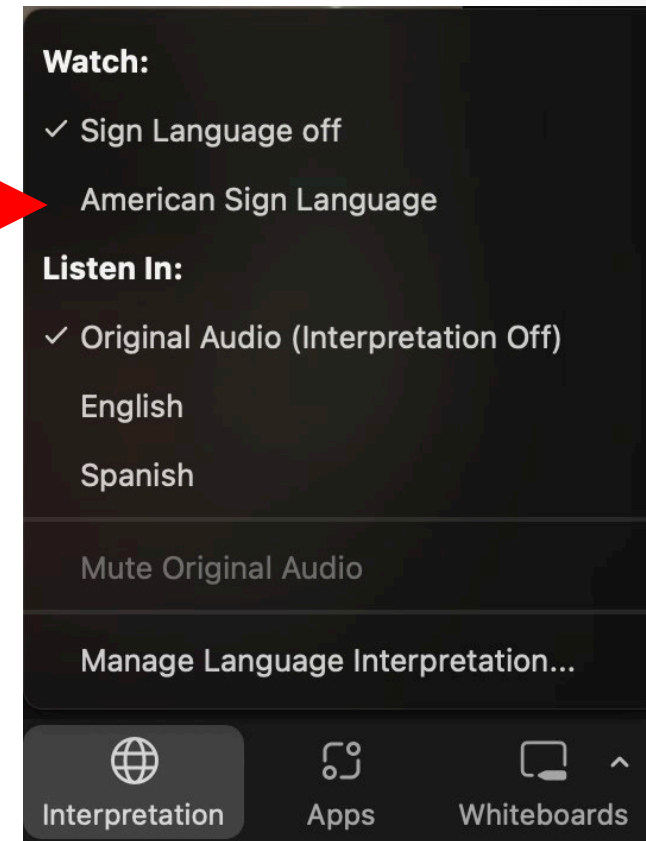 Watch:
✓ Sign Language off
American Sign Language
Listen In:
✓ Original Audio (Interpretation Off)
English
Spanish
Mute Original Audio
Manage Language Interpretation...
Interpretation Apps Whiteboards